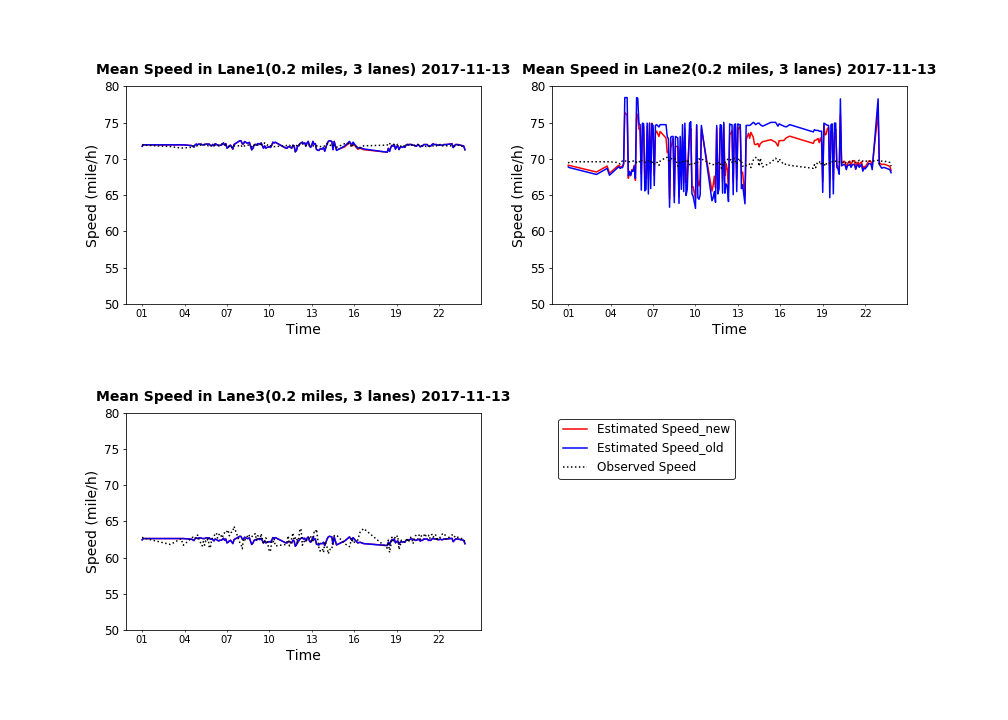 Mean Speed in Lane1(0.2 miles, 3 lanes) 2017-11-13
80
75
70
65
60
55
50
Speed (mile/h)
01 04 07 10 13 16 19 22
Time
Mean Speed in Lane2(0.2 miles, 3 lanes) 2017-11-13
80
75
70
65
60
55
50
Speed (mile/h)
01 04 07 10 13 16 19 22
Time
Mean Speed in Lane3(0.2 miles, 3 lanes) 2017-11-13
80
75
70
65
60
55
50
Speed (mile/h)
01 04 07 10 13 16 19 22
Time
Estimated Speed_new
Estimated Speed_old
Observed Speed